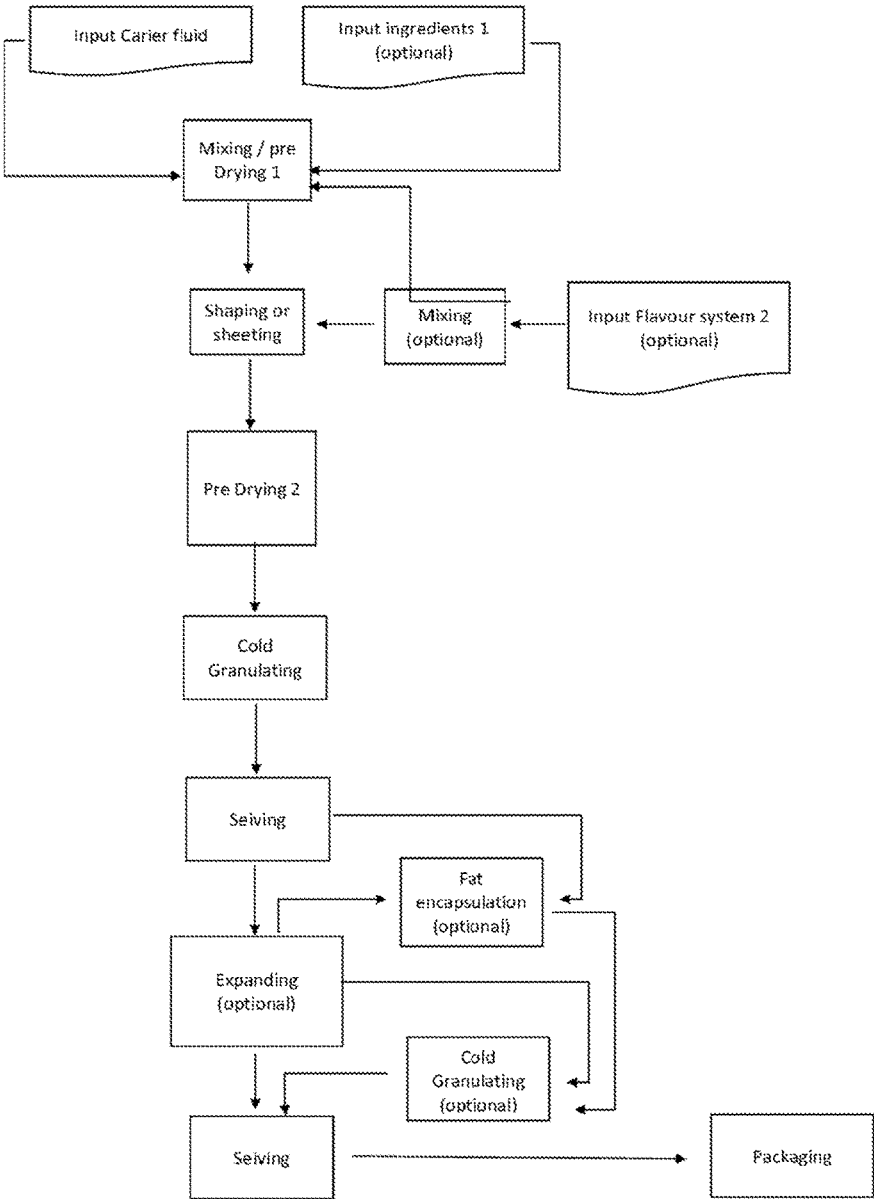 Input Carier fluid
Input ingredients 1
(optional)
Mixing / pre
Drying 1
Shaping or
sheeting
Mixing
(optional)
Input Flavour system 2
(optional)
Pre Drying 2
Cold
Granulating
Seiving
Fat
encapsulation
(optional)
Expanding
(optional)
Cold
Granulating
(optional)
Seiving
Packaging